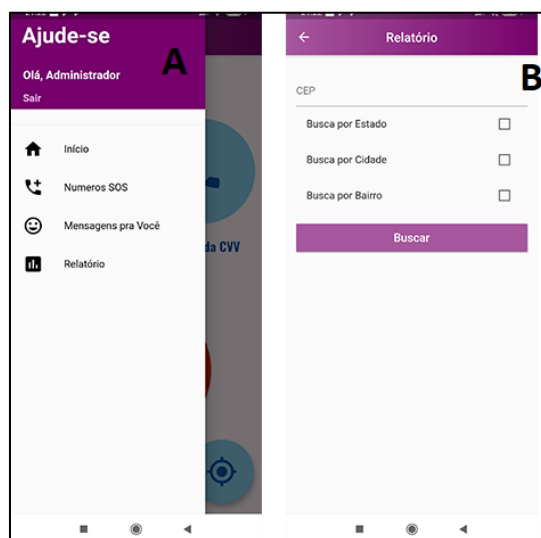 Ajude-se
A
Olá, Administrador
Sair
Início
Numeros SOS
Mensagens pra Você
Relatório
da CVV
Relatório
B
CEP
Busca por Estado
Busca por Cidade
Busca por Bairro
Buscar